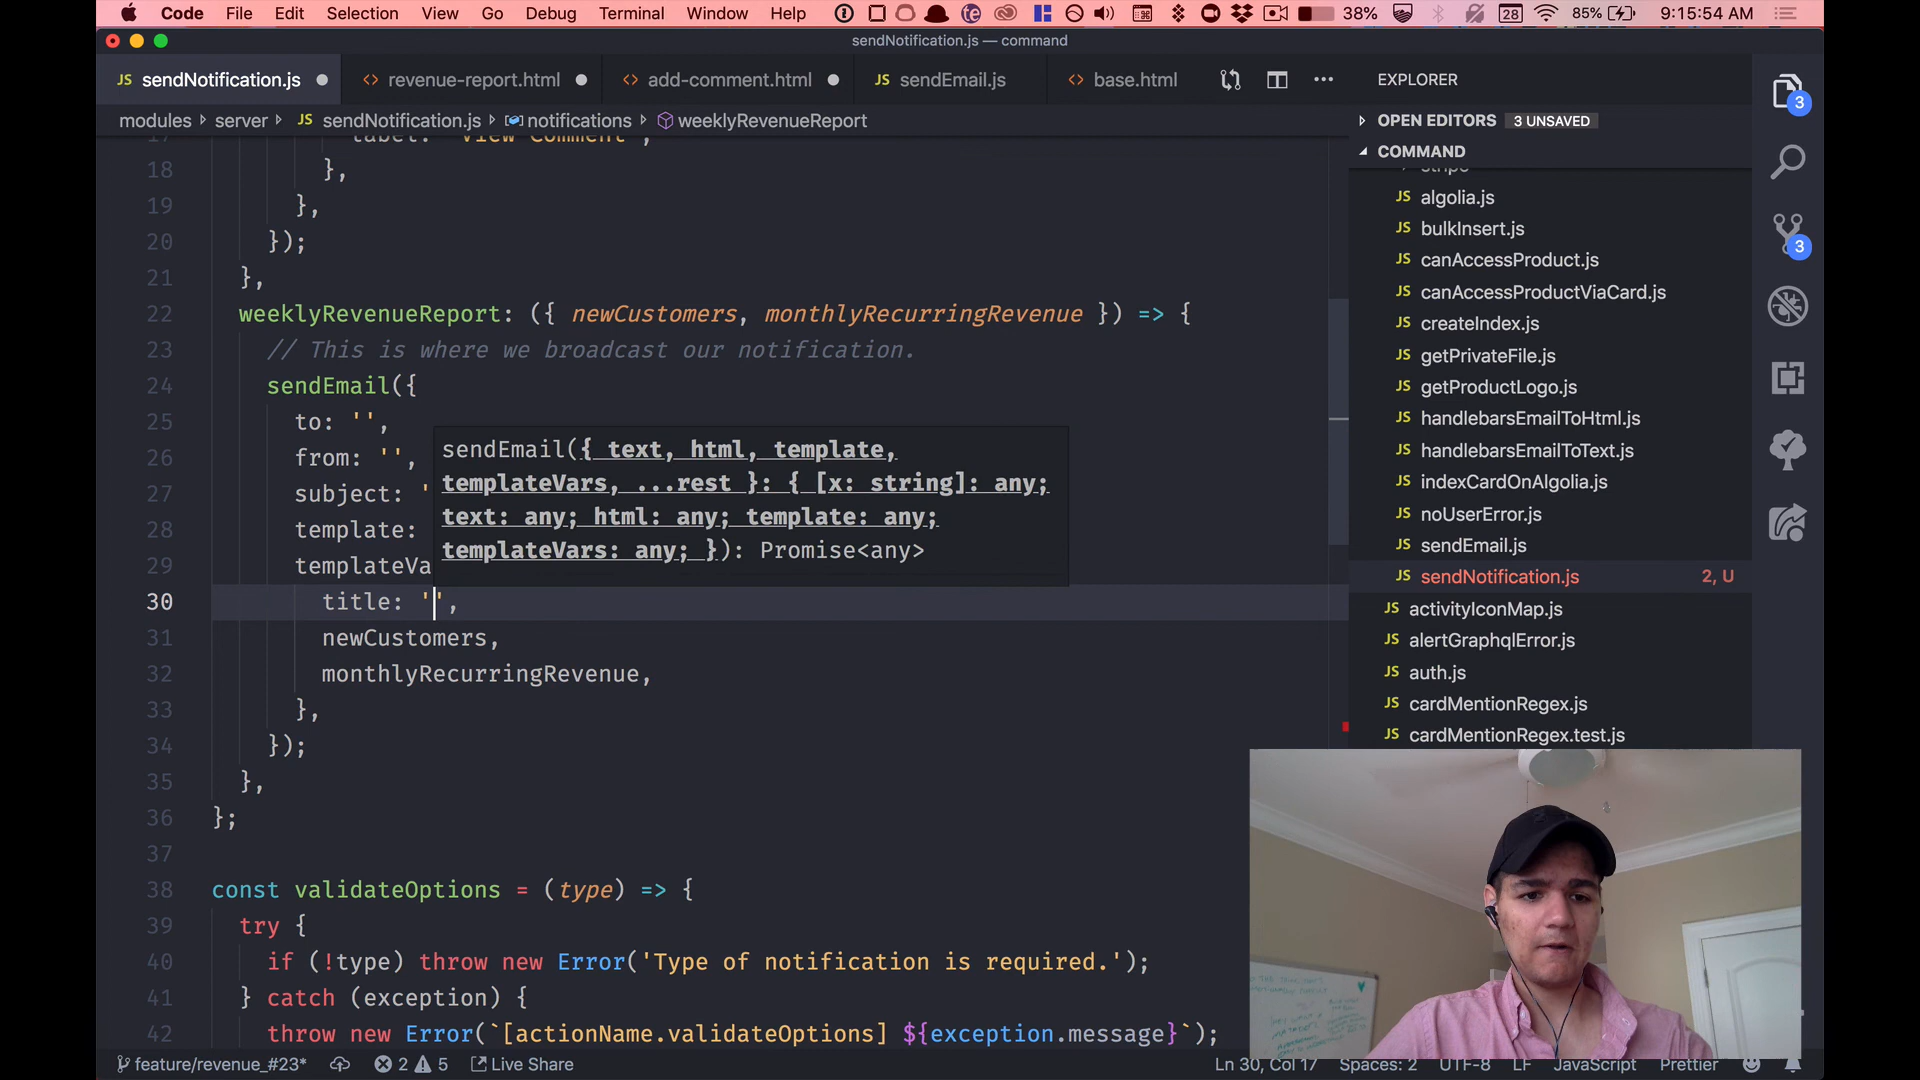 Code File Edit Selection View Go Debug Terminal Window Help 38% 28 85% 9:15:54 AM
sendNotification.js — command
JS sendNotification.js revenue-report.html add-comment.html JS sendEmail.js base.html
EXPLORER
modules server JS sendNotification.js notifications weeklyRevenueReport
OPEN EDITORS 3 UNSAVED
COMMAND
17 label: 'View Comment',
18 },
19 },
20 });
21 },
22 weeklyRevenueReport: ({ newCustomers, monthlyRecurringRevenue }) => {
23 // This is where we broadcast our notification.
24 sendEmail({
25 to: '',
26 from: '',
27 subject: '
28 template:
29 templateVa
30 title: '',
31 newCustomers,
32 monthlyRecurringRevenue,
33 },
34 });
35 },
36 };
37
38 const validateOptions = (type) => {
39 try {
40 if (!type) throw new Error('Type of notification is required.');
41 } catch (exception) {
42 throw new Error(`[actionName.validateOptions] ${exception.message}`);
sendEmail({ text, html, template,
templateVars, ...rest }: { [x: string]: any;
text: any; html: any; template: any;
templateVars: any; }): Promise<any>
stripe
JS algolia.js
JS bulkInsert.js
JS canAccessProduct.js
JS canAccessProductViaCard.js
JS createIndex.js
JS getPrivateFile.js
JS getProductLogo.js
JS handlebarsEmailToHtml.js
JS handlebarsEmailToText.js
JS indexCardOnAlgolia.js
JS noUserError.js
JS sendEmail.js
JS sendNotification.js 2, U
JS activityIconMap.js
JS alertGraphqlError.js
JS auth.js
JS cardMentionRegex.js
JS cardMentionRegex.test.js
3
3
feature/revenue_#23* 2 5 Live Share Ln 30, Col 17 Spaces: 2 UTF-8 LF JavaScript Prettier